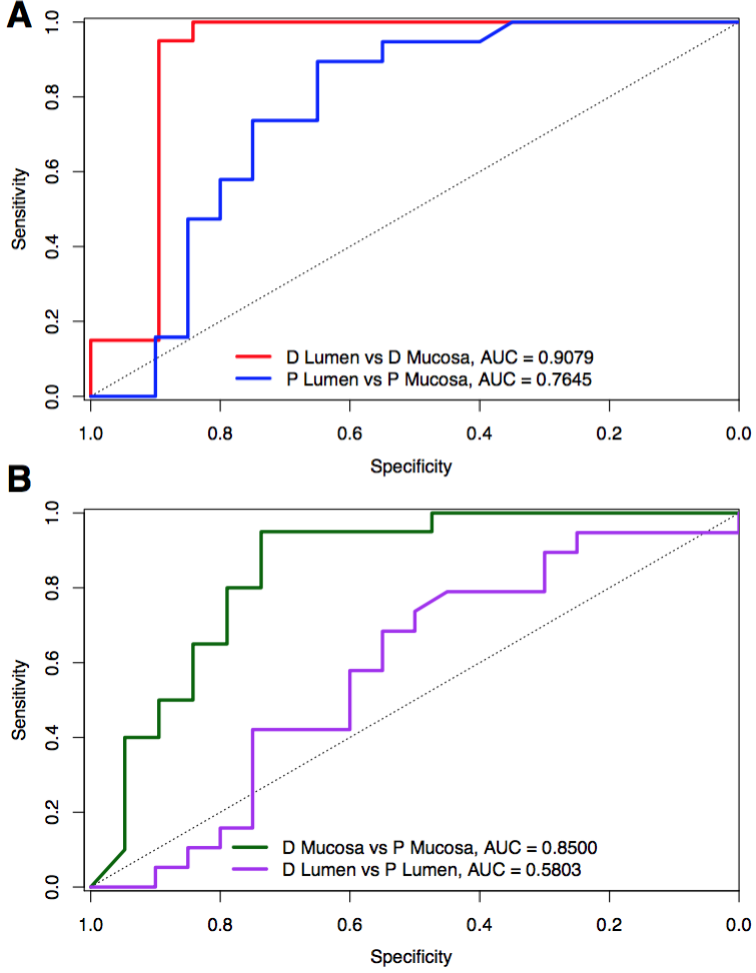 A
1.0
0.8
0.6
0.4
0.2
0.0
Sensitivity
D Lumen vs D Mucosa, AUC = 0.9079
P Lumen vs P Mucosa, AUC = 0.7645
1.0 0.8 0.6 0.4 0.2 0.0
Specificity
B
1.0
0.8
0.6
0.4
0.2
0.0
Sensitivity
D Mucosa vs P Mucosa, AUC = 0.8500
D Lumen vs P Lumen, AUC = 0.5803
1.0 0.8 0.6 0.4 0.2 0.0
Specificity